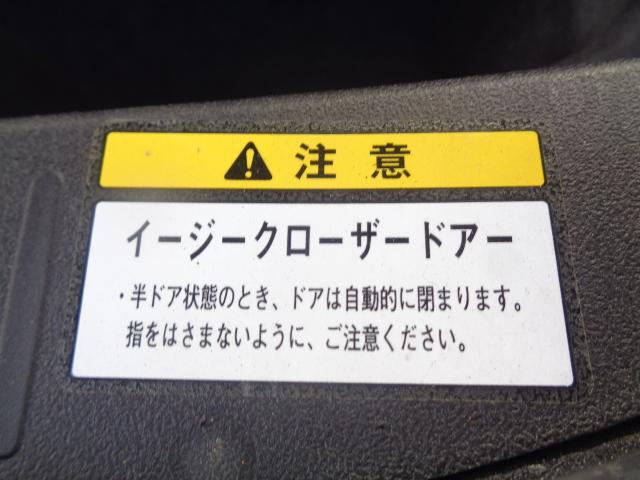 注意
イージークローザードアー
・半ドア状態のとき、ドアは自動的に閉まります。
指をはさまないように、ご注意ください。